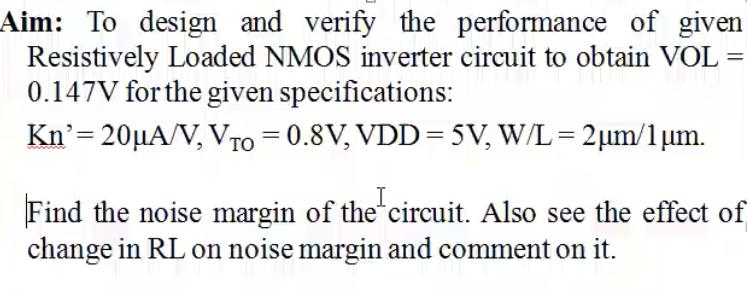 Aim: To design and verify the performance of given
Resistively Loaded NMOS inverter circuit to obtain VOL =
0.147V for the given specifications:
Kn’= 20μA/V, VTO = 0.8V, VDD = 5V, W/L = 2μm/1μm.
Find the noise margin of the circuit. Also see the effect of
change in RL on noise margin and comment on it.